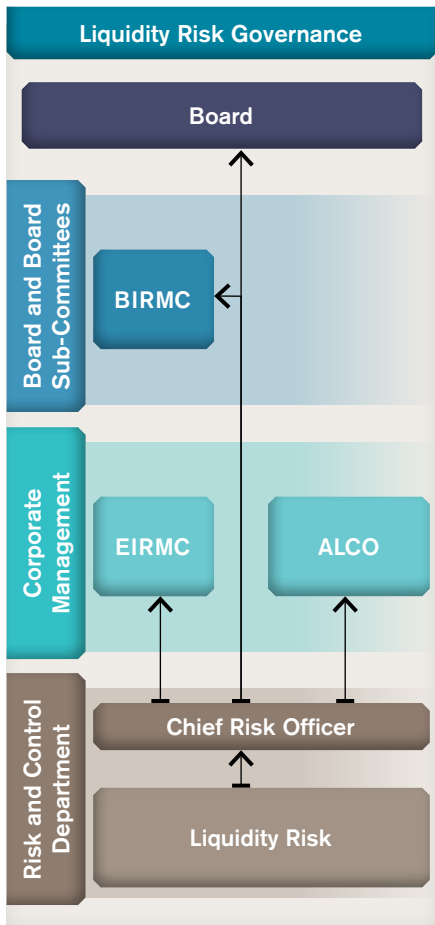 Liquidity Risk Governance
Board
Board and Board
Sub-Committees
BIRMC
Corporate
Management
EIRMC
ALCO
Risk and Control
Department
Chief Risk Officer
Liquidity Risk